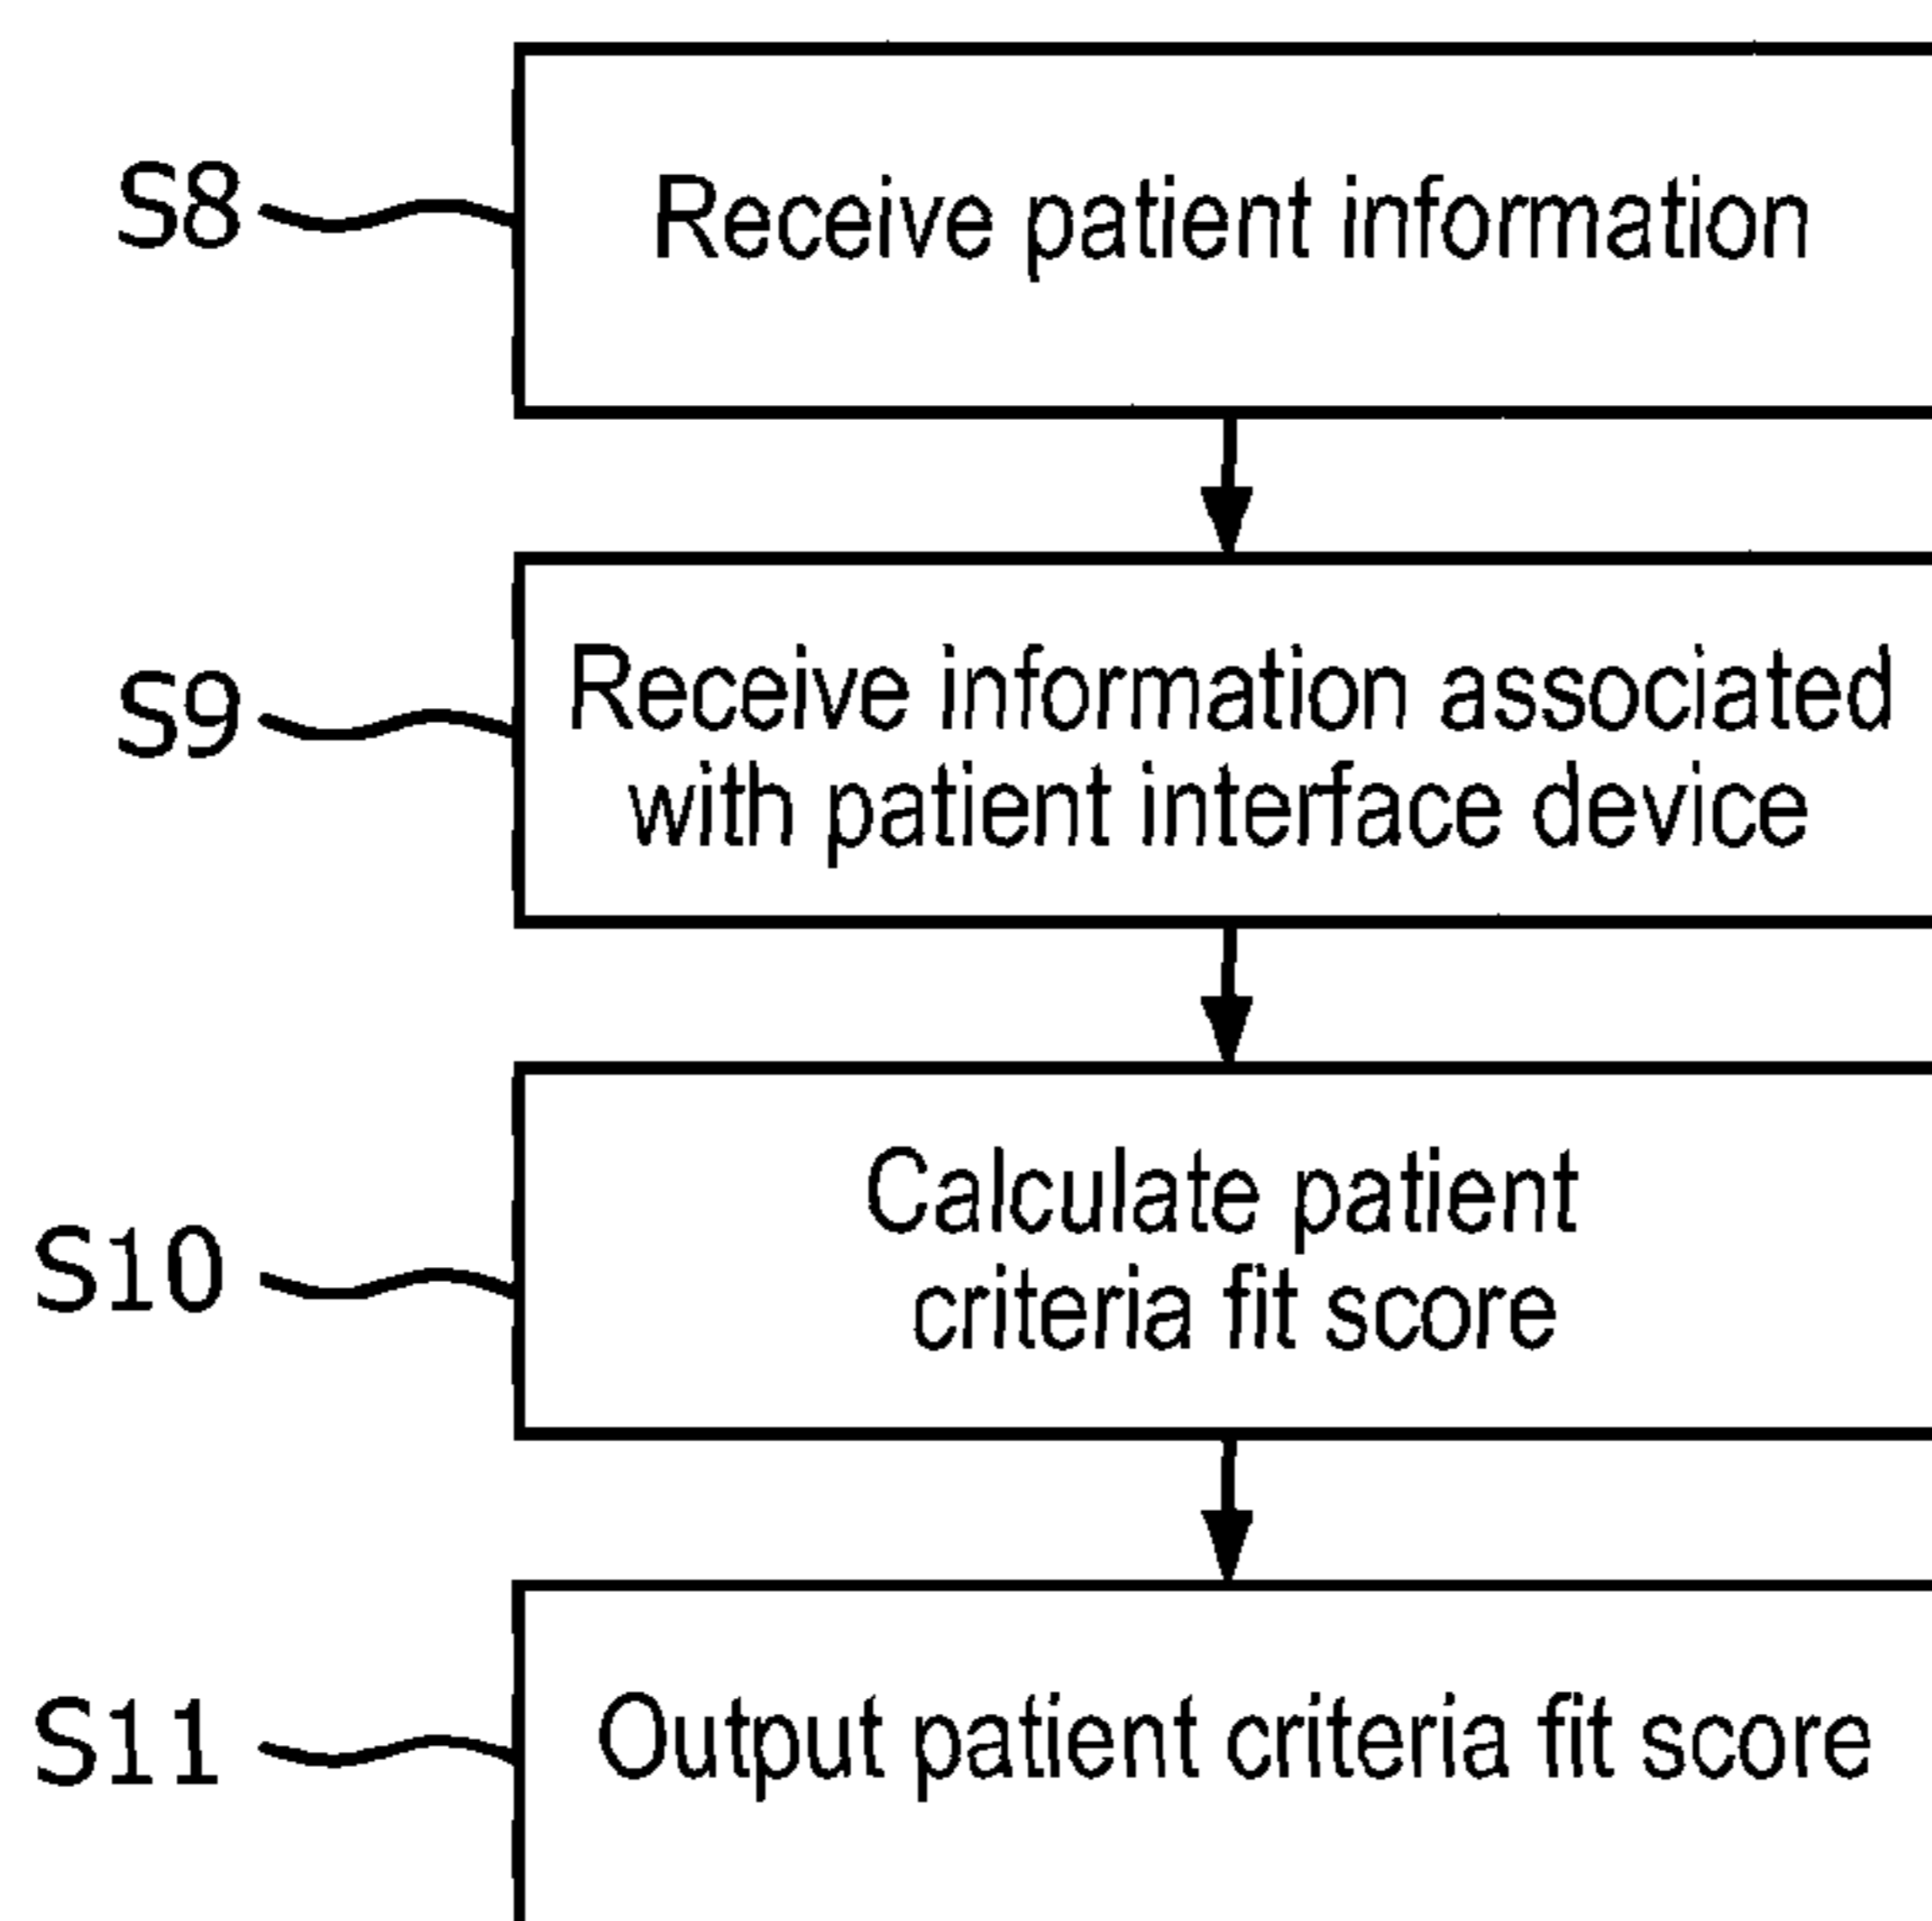 S8
Receive patient information
S9
Receive information associated
with patient interface device
S10
Calculate patient
criteria fit score
S11
Output patient criteria fit score